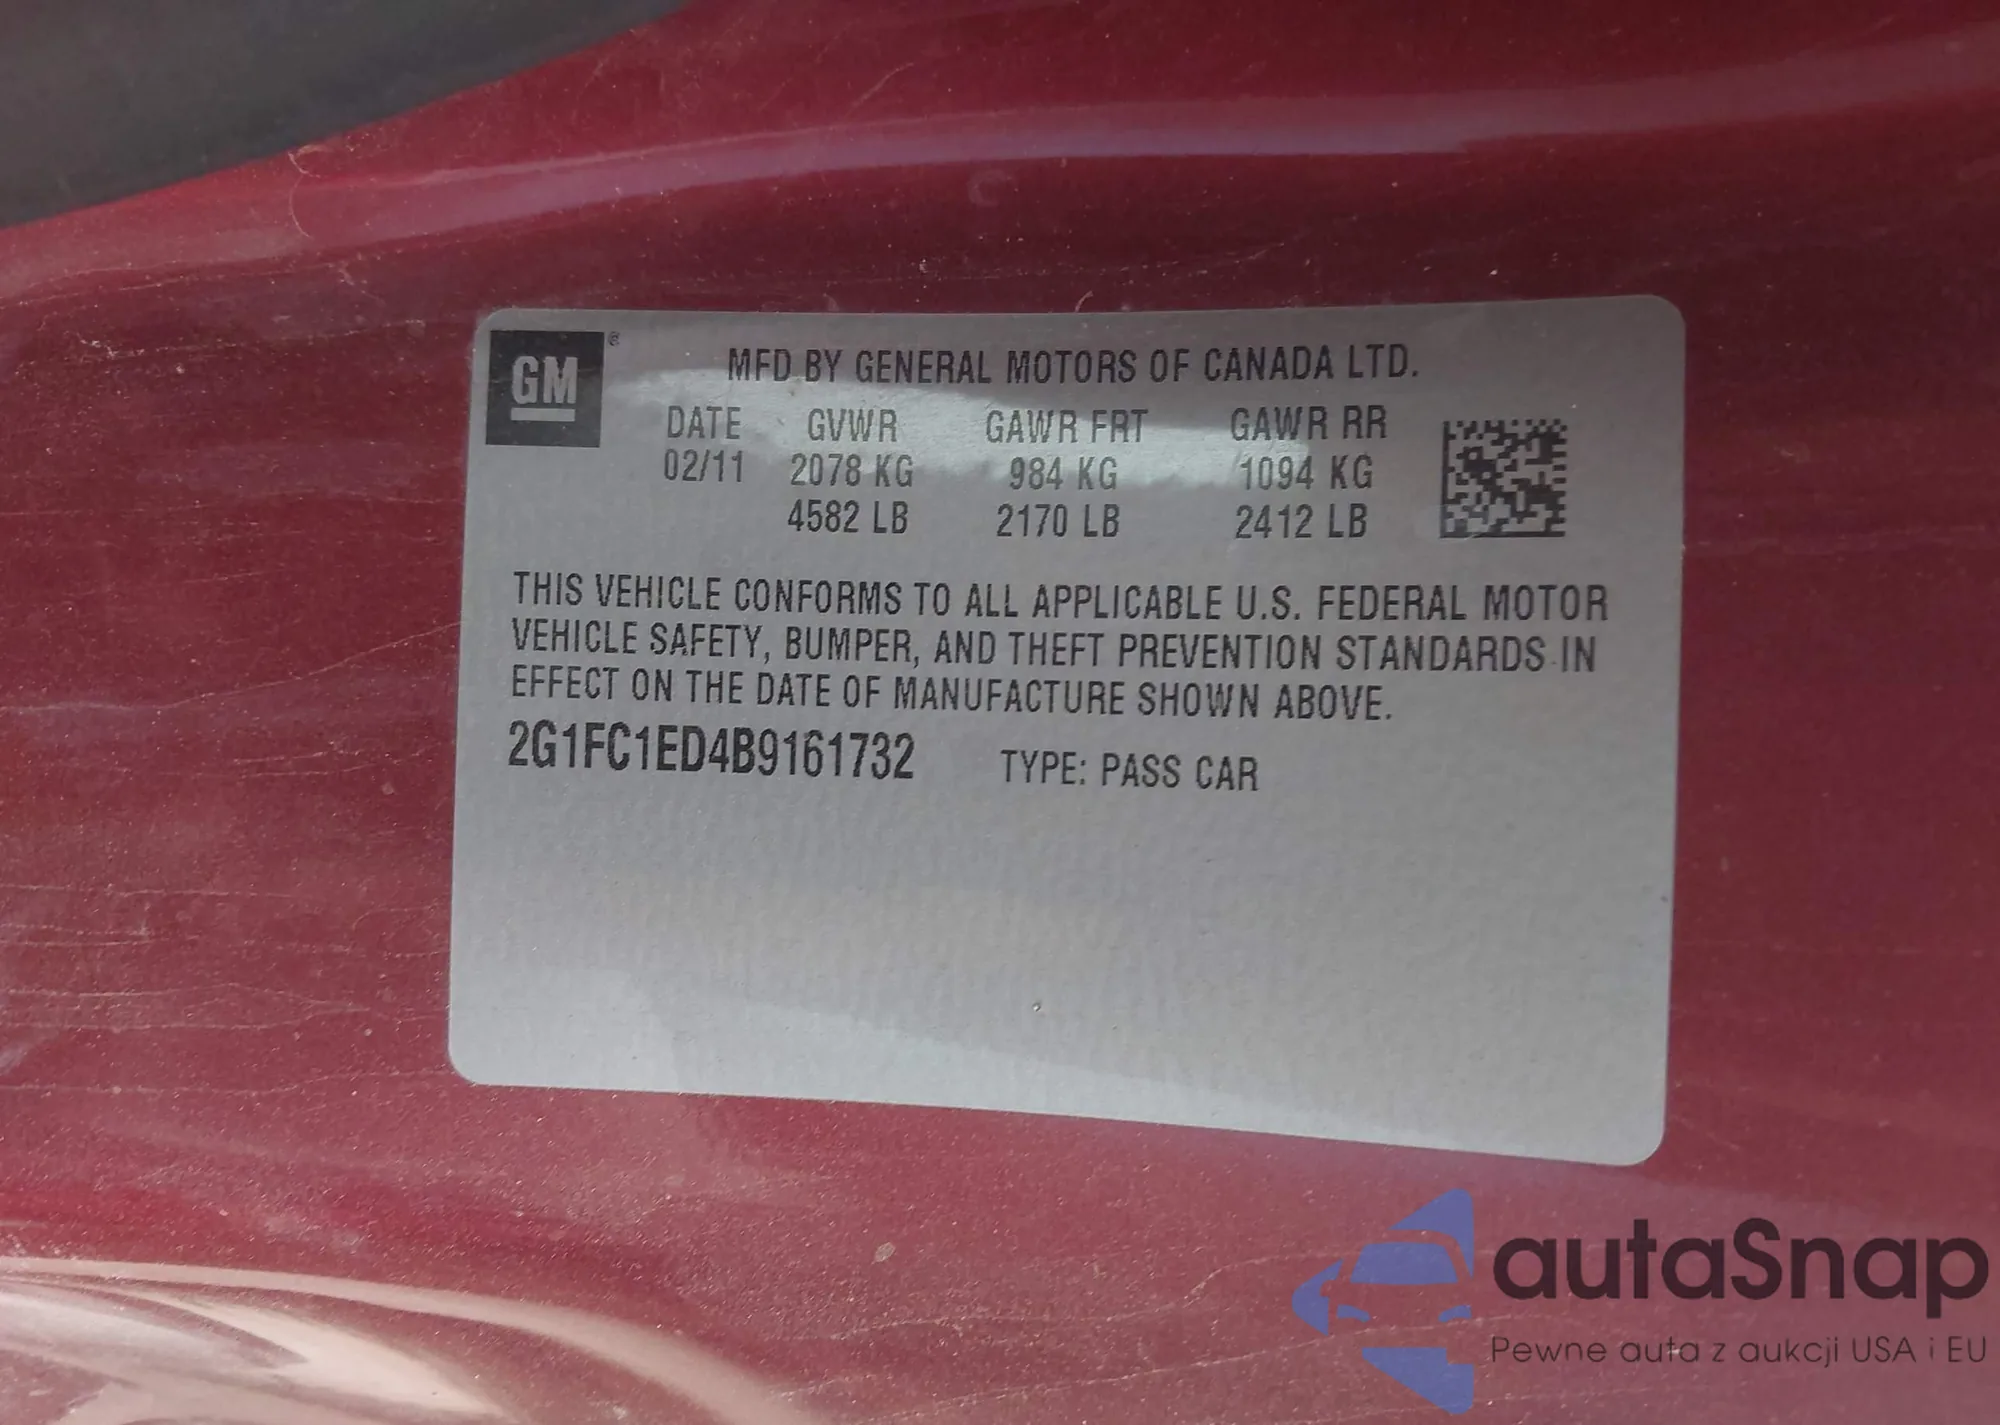 GM ®
MFD BY GENERAL MOTORS OF CANADA LTD.
DATE GVWR GAWR FRT GAWR RR
02/11 2078 KG 984 KG 1094 KG
4582 LB 2170 LB 2412 LB
THIS VEHICLE CONFORMS TO ALL APPLICABLE U.S. FEDERAL MOTOR
VEHICLE SAFETY, BUMPER, AND THEFT PREVENTION STANDARDS IN
EFFECT ON THE DATE OF MANUFACTURE SHOWN ABOVE.
2G1FC1ED4B9161732 TYPE: PASS CAR
autaSnap
Pewne auta z aukcji USA i EU